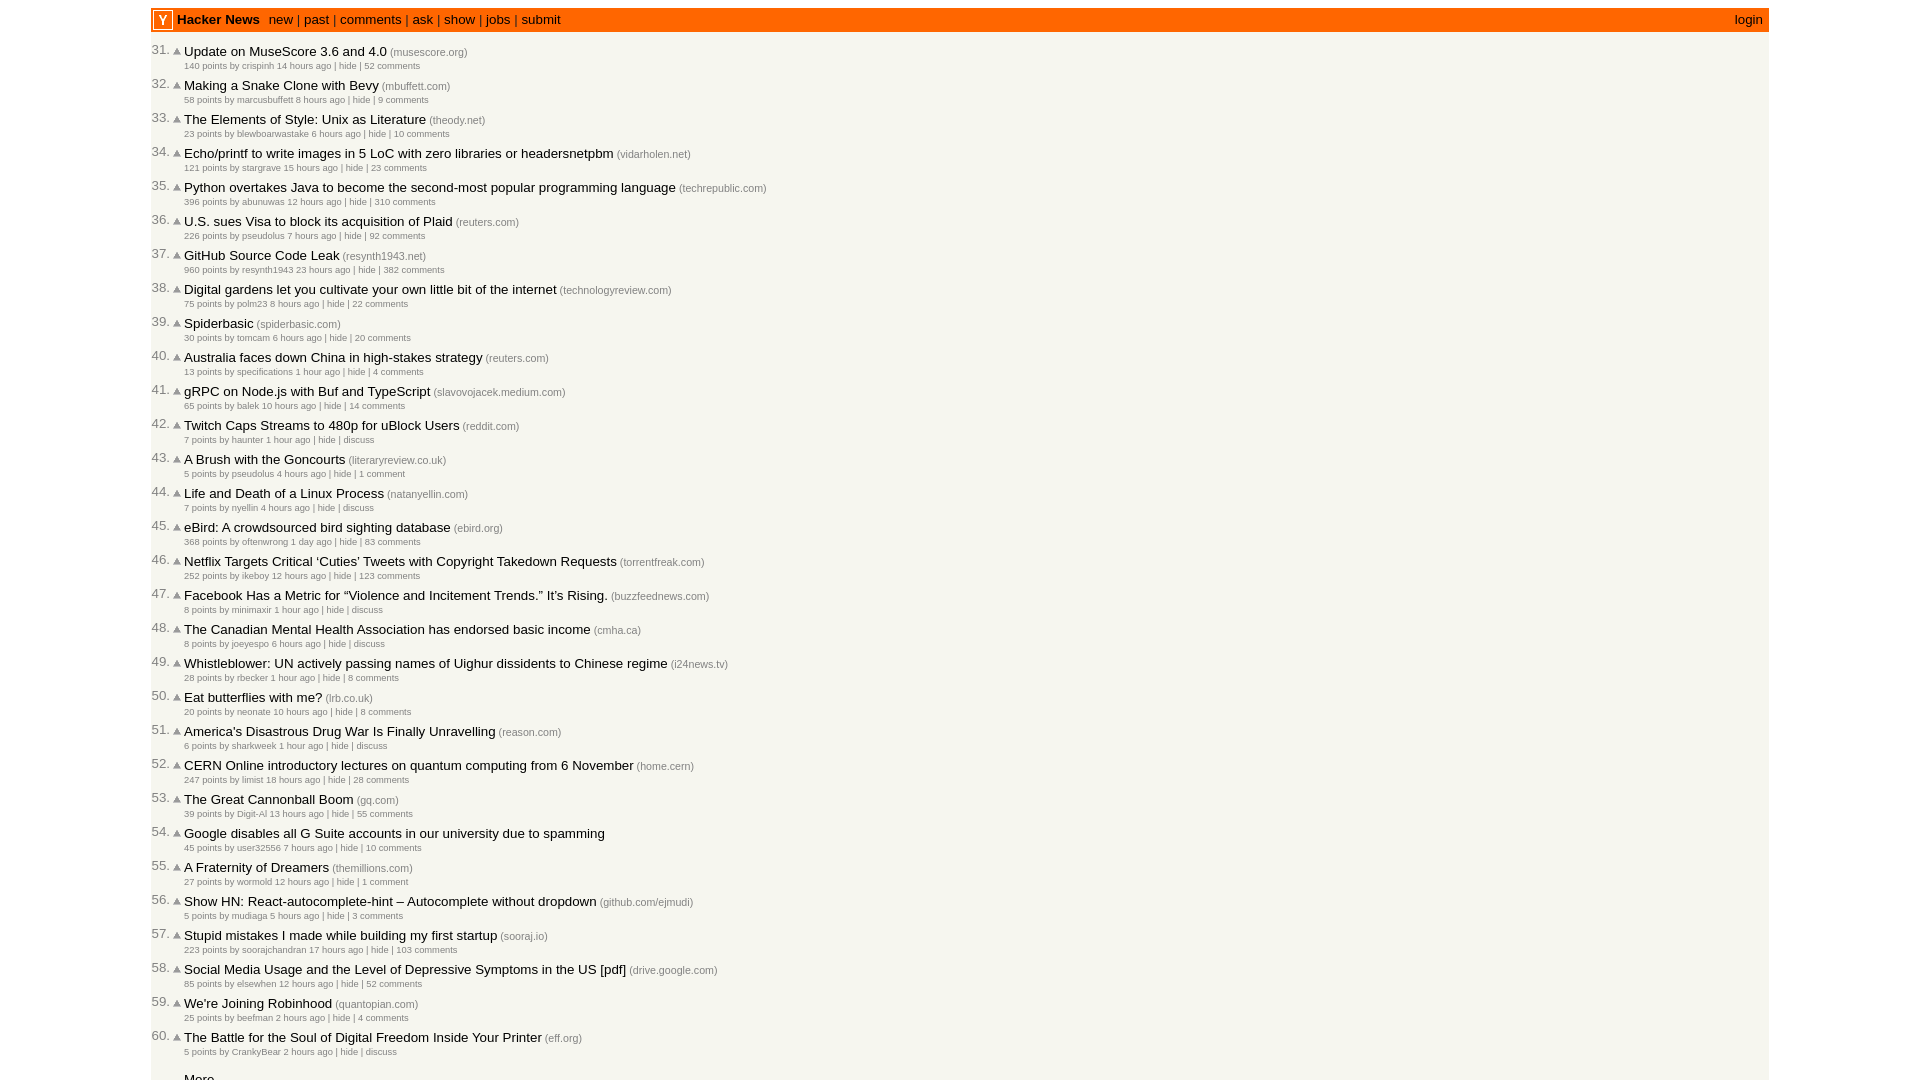 Y Hacker News new | past | comments | ask | show | jobs | submit login
31. Update on MuseScore 3.6 and 4.0 (musescore.org)
140 points by crispinh 14 hours ago | hide | 52 comments
32. Making a Snake Clone with Bevy (mbuffett.com)
58 points by marcusbuffett 8 hours ago | hide | 9 comments
33. The Elements of Style: Unix as Literature (theody.net)
23 points by blewboarwastake 6 hours ago | hide | 10 comments
34. Echo/printf to write images in 5 LoC with zero libraries or headersnetpbm (vidarholen.net)
121 points by stargrave 15 hours ago | hide | 23 comments
35. Python overtakes Java to become the second-most popular programming language (techrepublic.com)
396 points by abunuwas 12 hours ago | hide | 310 comments
36. U.S. sues Visa to block its acquisition of Plaid (reuters.com)
226 points by pseudolus 7 hours ago | hide | 92 comments
37. GitHub Source Code Leak (resynth1943.net)
960 points by resynth1943 23 hours ago | hide | 382 comments
38. Digital gardens let you cultivate your own little bit of the internet (technologyreview.com)
75 points by polm23 8 hours ago | hide | 22 comments
39. Spiderbasic (spiderbasic.com)
30 points by tomcam 6 hours ago | hide | 20 comments
40. Australia faces down China in high-stakes strategy (reuters.com)
13 points by specifications 1 hour ago | hide | 4 comments
41. gRPC on Node.js with Buf and TypeScript (slavovojacek.medium.com)
65 points by balek 10 hours ago | hide | 14 comments
42. Twitch Caps Streams to 480p for uBlock Users (reddit.com)
7 points by haunter 1 hour ago | hide | discuss
43. A Brush with the Goncourts (literaryreview.co.uk)
5 points by pseudolus 4 hours ago | hide | 1 comment
44. Life and Death of a Linux Process (natanyellin.com)
7 points by nyellin 4 hours ago | hide | discuss
45. eBird: A crowdsourced bird sighting database (ebird.org)
368 points by oftenwrong 1 day ago | hide | 83 comments
46. Netflix Targets Critical ‘Cuties’ Tweets with Copyright Takedown Requests (torrentfreak.com)
252 points by ikeboy 12 hours ago | hide | 123 comments
47. Facebook Has a Metric for “Violence and Incitement Trends.” It’s Rising. (buzzfeednews.com)
8 points by minimaxir 1 hour ago | hide | discuss
48. The Canadian Mental Health Association has endorsed basic income (cmha.ca)
8 points by joeyespo 6 hours ago | hide | discuss
49. Whistleblower: UN actively passing names of Uighur dissidents to Chinese regime (i24news.tv)
28 points by rbecker 1 hour ago | hide | 8 comments
50. Eat butterflies with me? (lrb.co.uk)
20 points by neonate 10 hours ago | hide | 8 comments
51. America's Disastrous Drug War Is Finally Unravelling (reason.com)
6 points by sharkweek 1 hour ago | hide | discuss
52. CERN Online introductory lectures on quantum computing from 6 November (home.cern)
247 points by limist 18 hours ago | hide | 28 comments
53. The Great Cannonball Boom (gq.com)
39 points by Digit-Al 13 hours ago | hide | 55 comments
54. Google disables all G Suite accounts in our university due to spamming
45 points by user32556 7 hours ago | hide | 10 comments
55. A Fraternity of Dreamers (themillions.com)
27 points by wormold 12 hours ago | hide | 1 comment
56. Show HN: React-autocomplete-hint – Autocomplete without dropdown (github.com/ejmudi)
5 points by mudiaga 5 hours ago | hide | 3 comments
57. Stupid mistakes I made while building my first startup (sooraj.io)
223 points by soorajchandran 17 hours ago | hide | 103 comments
58. Social Media Usage and the Level of Depressive Symptoms in the US [pdf] (drive.google.com)
85 points by elsewhen 12 hours ago | hide | 52 comments
59. We're Joining Robinhood (quantopian.com)
25 points by beefman 2 hours ago | hide | 4 comments
60. The Battle for the Soul of Digital Freedom Inside Your Printer (eff.org)
5 points by CrankyBear 2 hours ago | hide | discuss
More